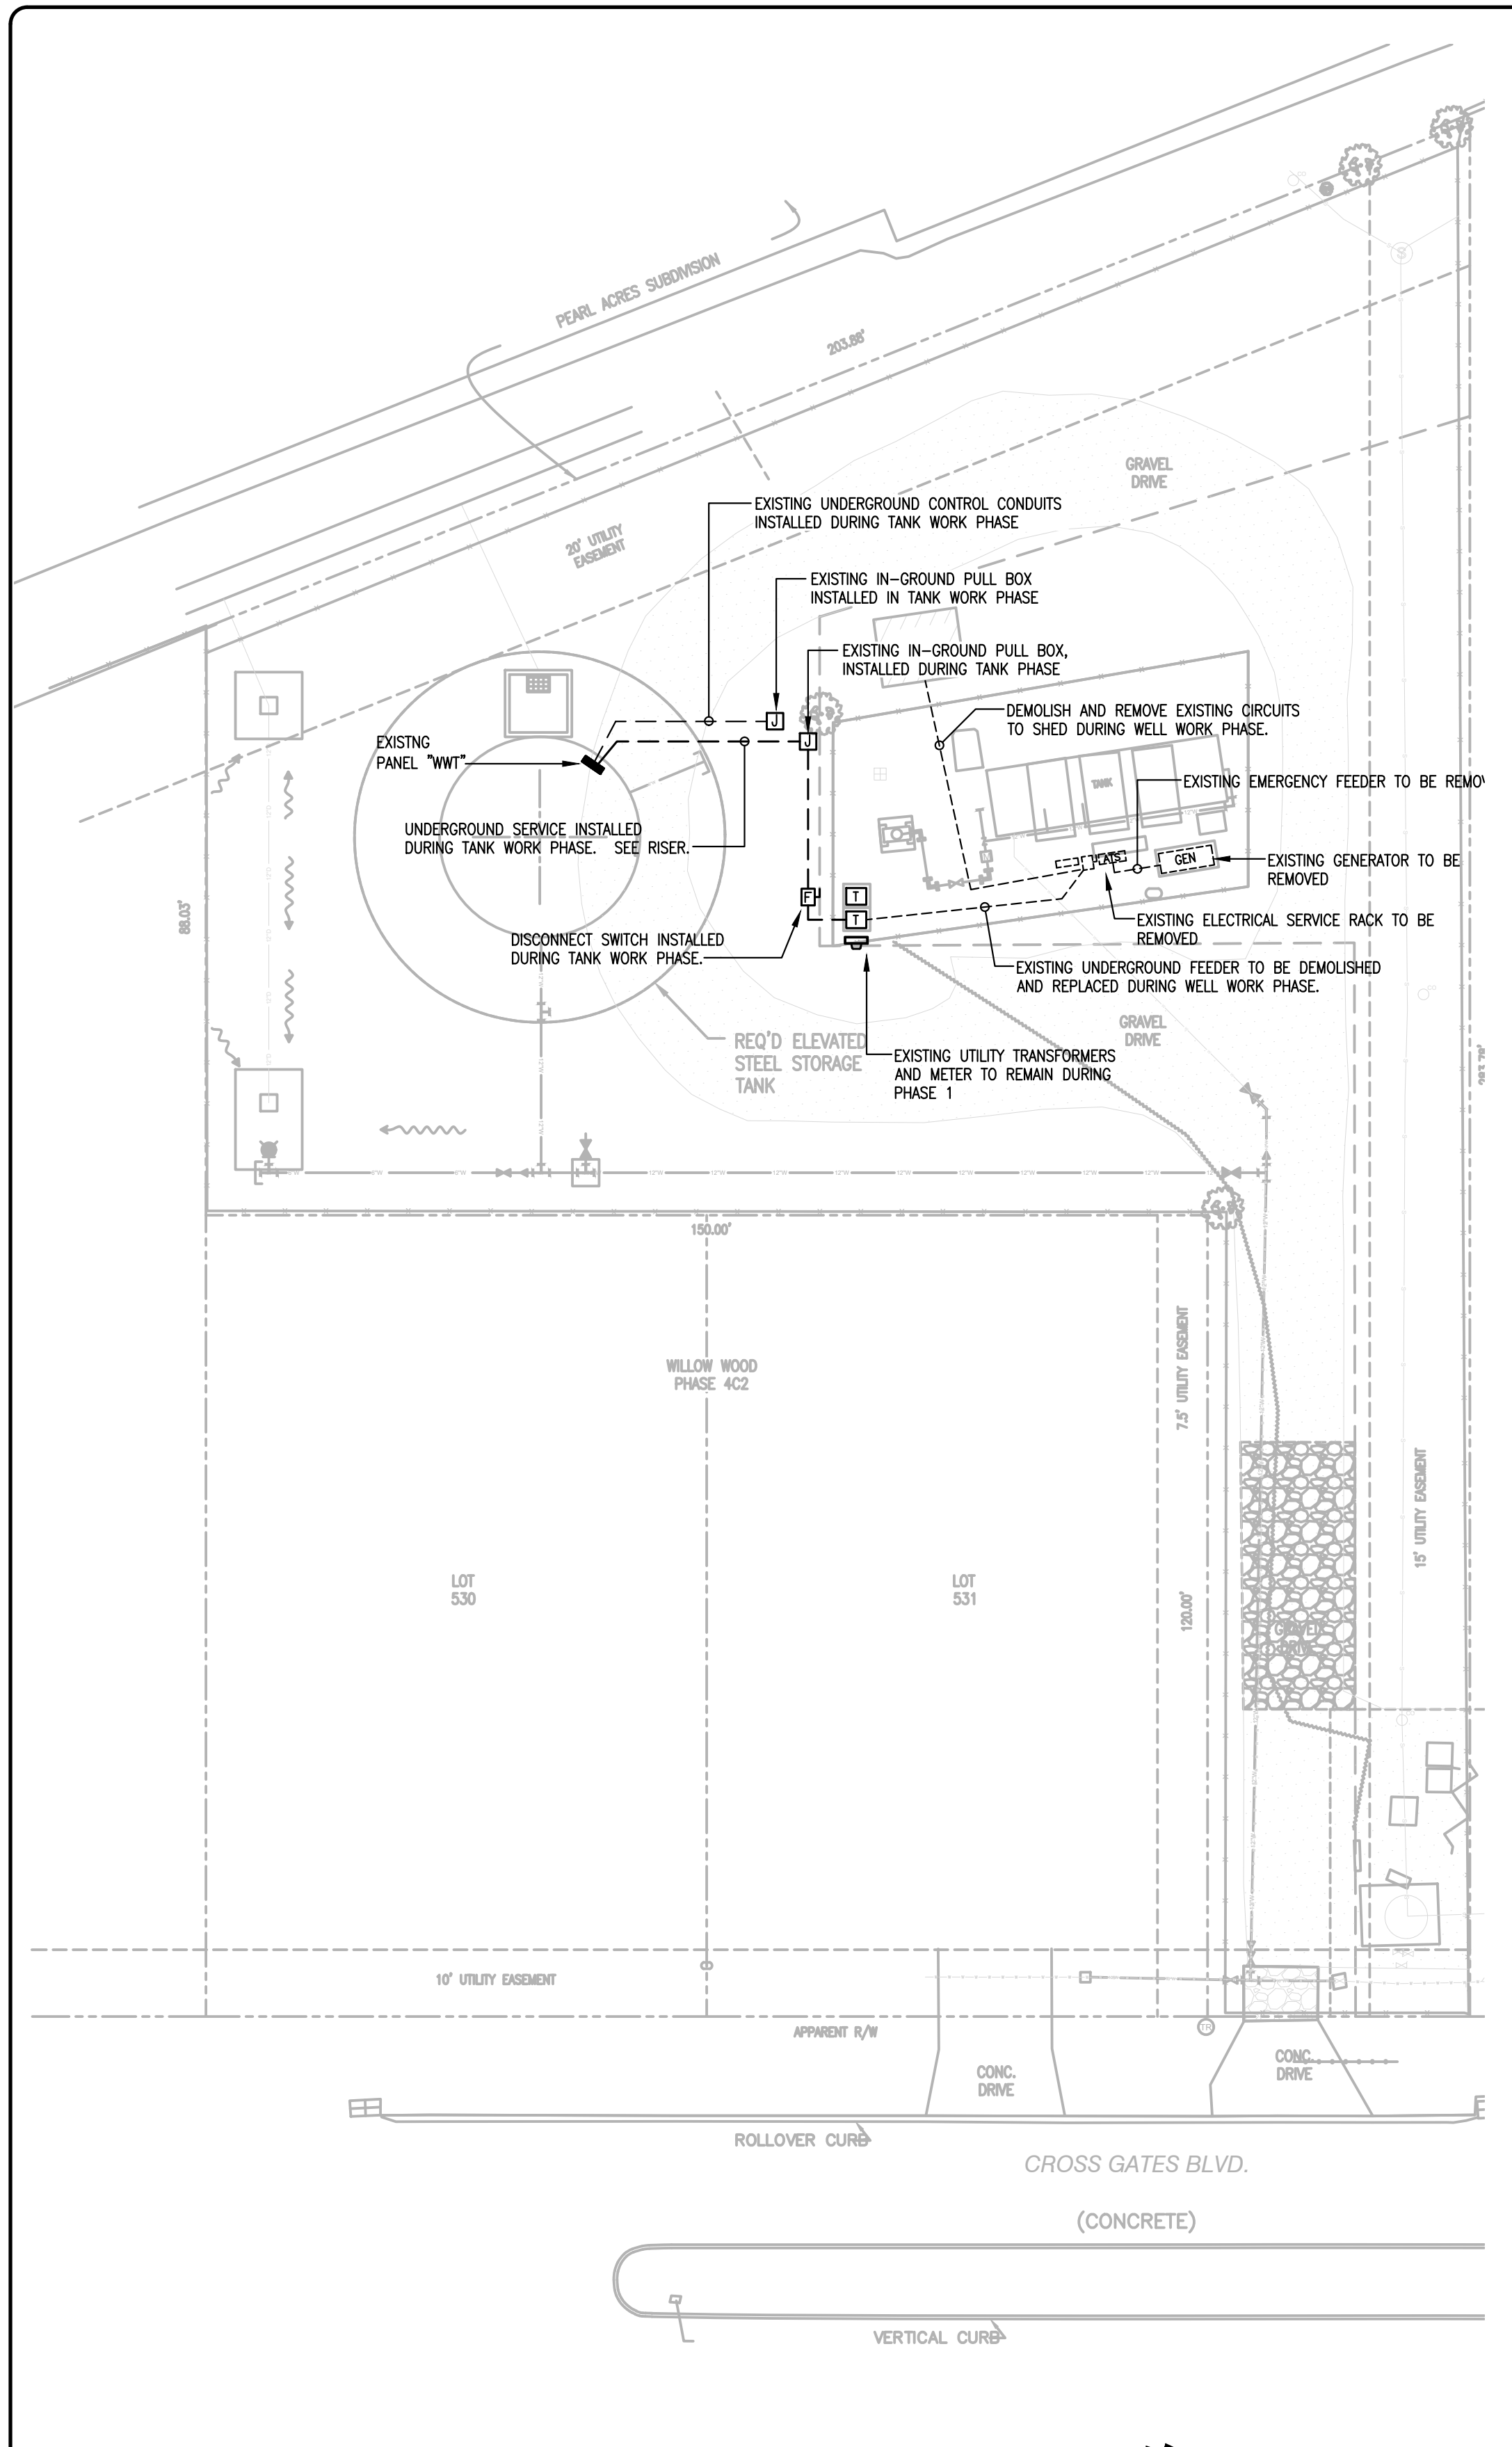 PEARL ACRES SUBDIVISION
203.88'
GRAVEL
DRIVE
20' UTILITY
EASEMENT
EXISTING UNDERGROUND CONTROL CONDUITS
INSTALLED DURING TANK WORK PHASE
EXISTING IN-GROUND PULL BOX
INSTALLED IN TANK WORK PHASE
EXISTING IN-GROUND PULL BOX,
INSTALLED DURING TANK PHASE
DEMOLISH AND REMOVE EXISTING CIRCUITS
TO SHED DURING WELL WORK PHASE.
J
J
EXISTNG
PANEL "WWT"
EXISTING EMERGENCY FEEDER TO BE REMOV
TANK
UNDERGROUND SERVICE INSTALLED
DURING TANK WORK PHASE. SEE RISER.
ATS
GEN
EXISTING GENERATOR TO BE
REMOVED
F
T
T
EXISTING ELECTRICAL SERVICE RACK TO BE
REMOVED
88.03'
DISCONNECT SWITCH INSTALLED
DURING TANK WORK PHASE.
EXISTING UNDERGROUND FEEDER TO BE DEMOLISHED
AND REPLACED DURING WELL WORK PHASE.
GRAVEL
DRIVE
REQ'D ELEVATED
STEEL STORAGE
TANK
EXISTING UTILITY TRANSFORMERS
AND METER TO REMAIN DURING
PHASE 1
S
150.00'
WILLOW WOOD
PHASE 4C2
7.5' UTILITY EASEMENT
15' UTILITY EASEMENT
LOT
530
LOT
531
120.00'
GRAVEL
DRIVE
10' UTILITY EASEMENT
APPARENT R/W
TR
CONC.
DRIVE
CONC.
DRIVE
ROLLOVER CURB
CROSS GATES BLVD.
(CONCRETE)
VERTICAL CURB